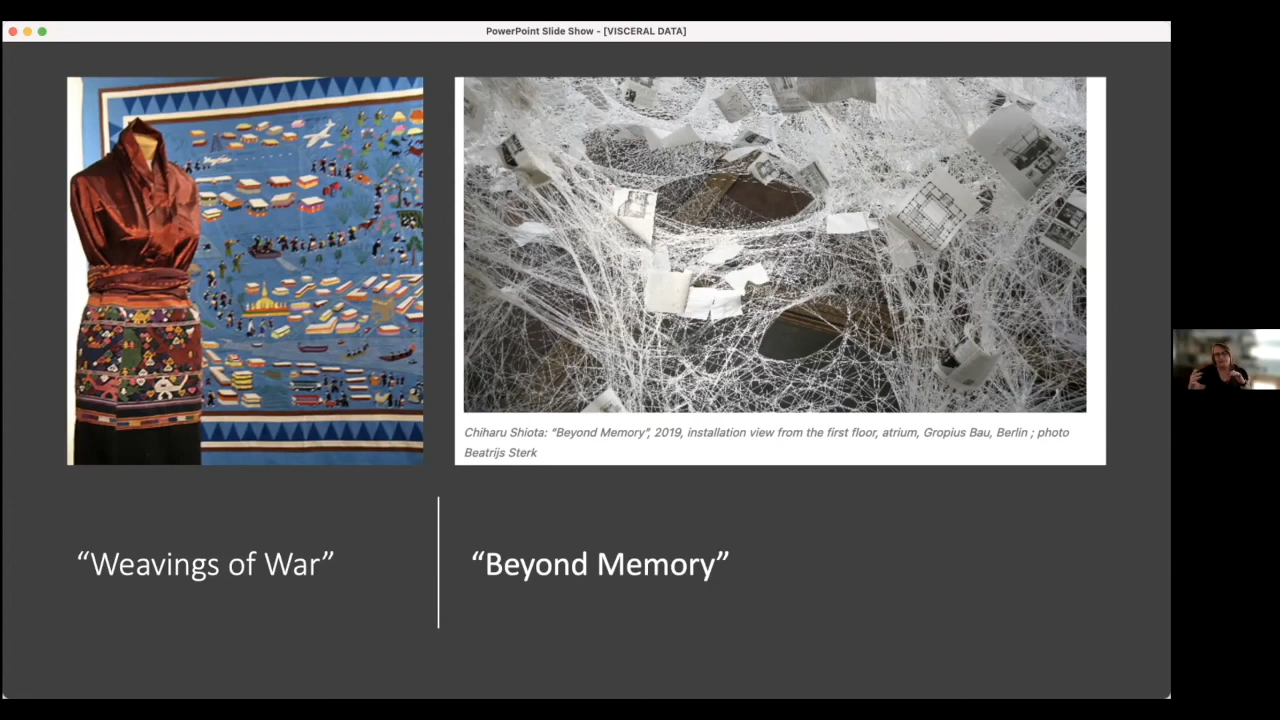 PowerPoint Slide Show - [VISCERAL DATA]
Chiharu Shiota: “Beyond Memory”, 2019, installation view from the first floor, atrium, Gropius Bau, Berlin ; photo
Beatrijs Sterk
“Weavings of War”
“Beyond Memory”